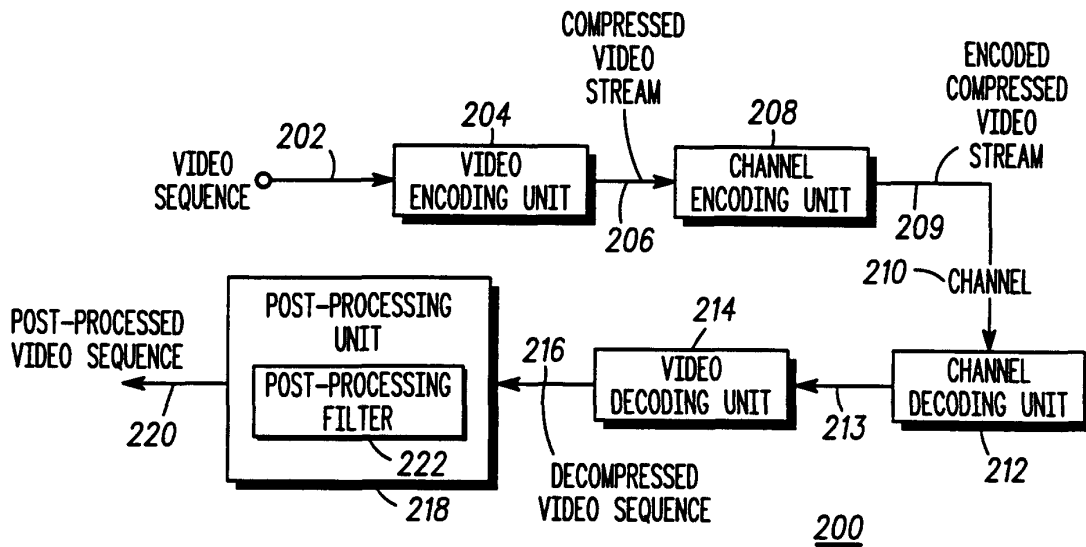 COMPRESSED
VIDEO
STREAM
ENCODED
COMPRESSED
VIDEO
STREAM
202
204
208
VIDEO
SEQUENCE
VIDEO
ENCODING UNIT
CHANNEL
ENCODING UNIT
206
209
210
CHANNEL
POST-PROCESSED
VIDEO SEQUENCE
220
POST-PROCESSING
UNIT
POST-PROCESSING
FILTER
222
218
216
DECOMPRESSED
VIDEO SEQUENCE
214
VIDEO
DECODING UNIT
213
CHANNEL
DECODING UNIT
212
200